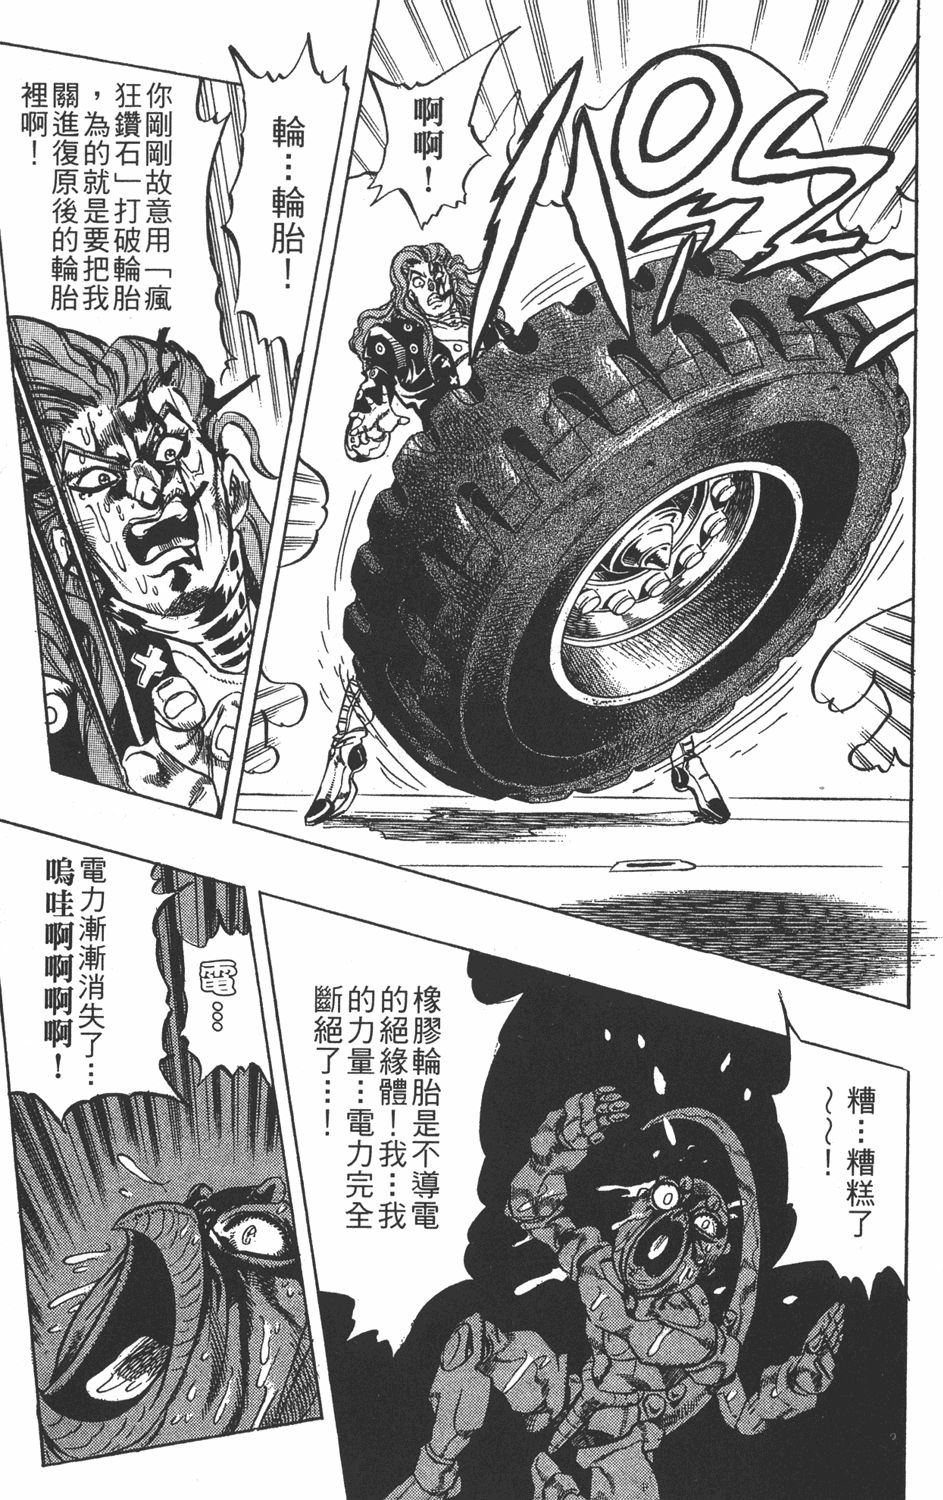 啊啊！
輪…輪胎！
你剛剛故意用「瘋
狂鑽石」打破輪胎
，為的就是要把我
關進復原後的輪胎
裡啊！
糟…糟糕了
～～！
橡膠輪胎是不導電
的絕緣體！我…我
的力量…電力完全
斷絕了…！
電…
電力漸漸消失了…
嗚哇啊啊啊啊！